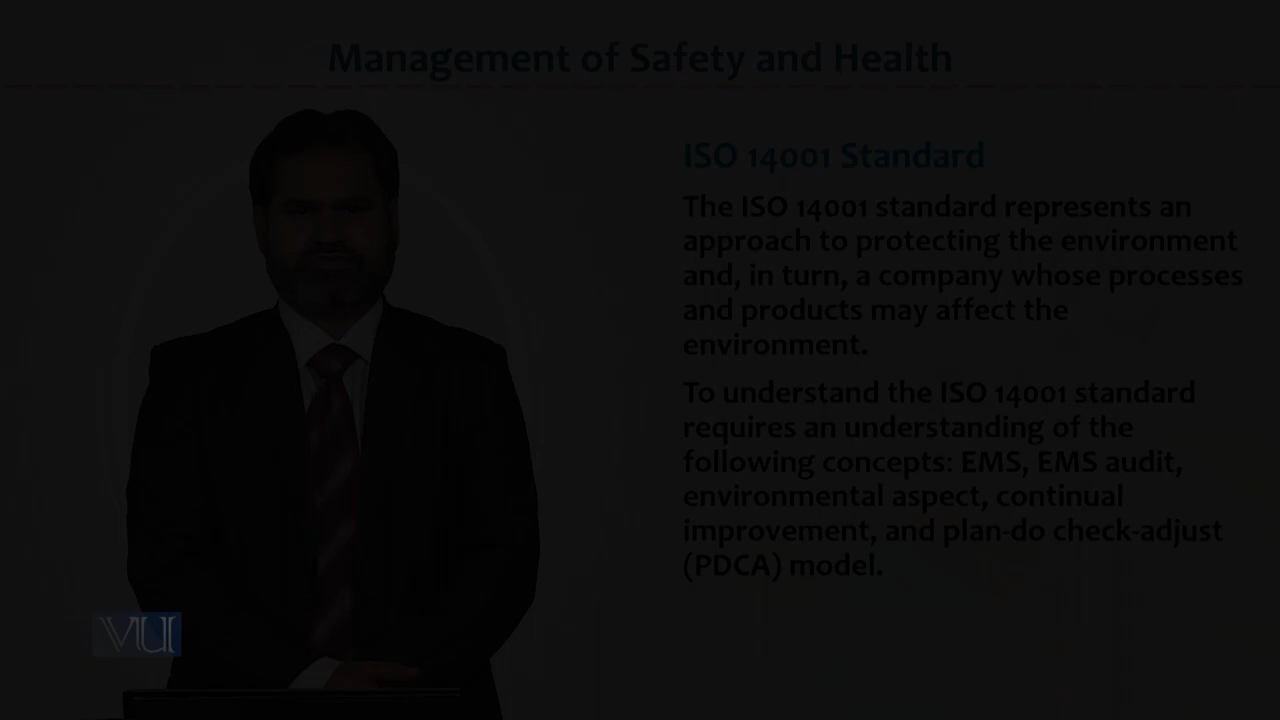 Management of Safety and Health
ISO 14001 Standard
The ISO 14001 standard represents an
approach to protecting the environment
and, in turn, a company whose processes
and products may affect the
environment.
To understand the ISO 14001 standard
requires an understanding of the
following concepts: EMS, EMS audit,
environmental aspect, continual
improvement, and plan-do check-adjust
(PDCA) model.
VU